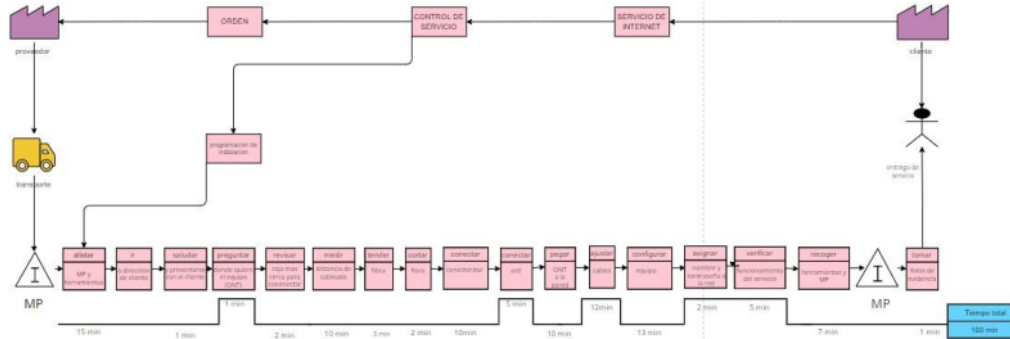 ORDEN
CONTROL DE
SERVICIO
SERVICIO DE
INTERNET
proveedor
cliente
programacion de
instalacion
transporte
entrega de
servicio
alistar
MP y
herramientas
ir
a direccion
de cliente
saludar
y presentarse
con el cliente
preguntar
donde quiere
el equipo
(ONT)
revisar
caja mas
cerca para
medir
distancia de
cableado
tender
fibra
cortar
fibra
conectar
conectorizar
conectar
ont
pegar
ONT
a la
pared
ajustar
cables
configurar
equipo
asignar
nombre y
contraseña a
la red
verificar
funcionamiento
del servicio
recoger
herramientas y
MP
tomar
fotos de
evidencia
I
MP
I
MP
15 min
1 min
1 min
2 min
10 min
3 min
2 min
10min
5 min
10 min
12min
13 min
2 min
5 min
7 min
1 min
Tiempo total
100 min